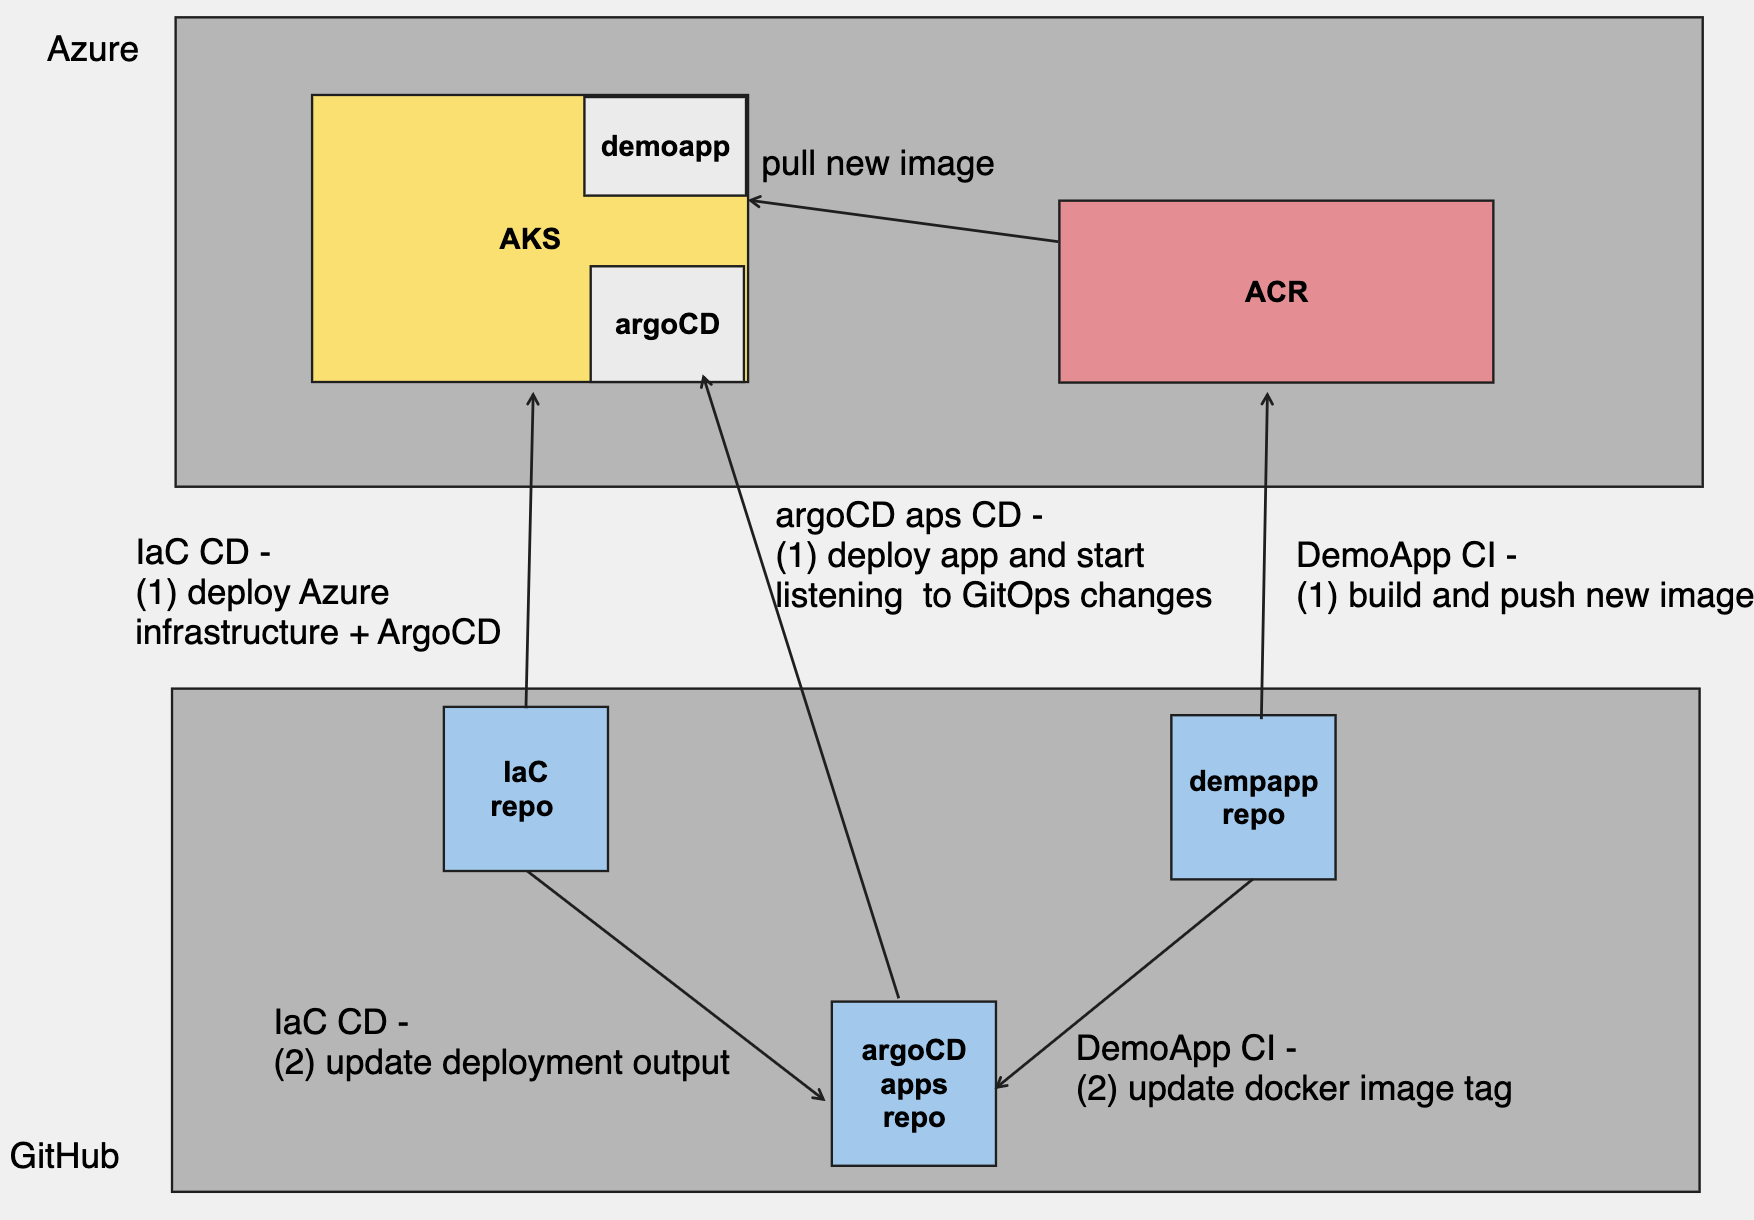 Azure
demoapp
pull new image
AKS
ACR
argoCD
argoCD aps CD -
(1) deploy app and start
listening  to GitOps changes
IaC CD -
(1) deploy Azure
infrastructure + ArgoCD
DemoApp CI -
(1) build and push new image
IaC
repo
dempapp
repo
IaC CD -
(2) update deployment output
argoCD
apps
repo
DemoApp CI -
(2) update docker image tag
GitHub